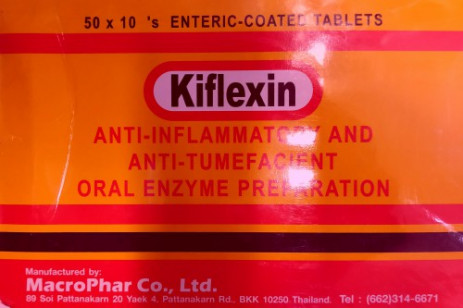 50 x 10 's ENTERIC-COATED TABLETS
Kiflexin
ANTI-INFLAMMATORY AND
ANTI-TUMEFACIENT
ORAL ENZYME PREPARATION
Manufactured by:
MacroPhar Co., Ltd.
89 Soi Pattanakarn 20 Yaek 4, Pattanakarn Rd., BKK 10250 Thailand. Tel : (662)314-6671